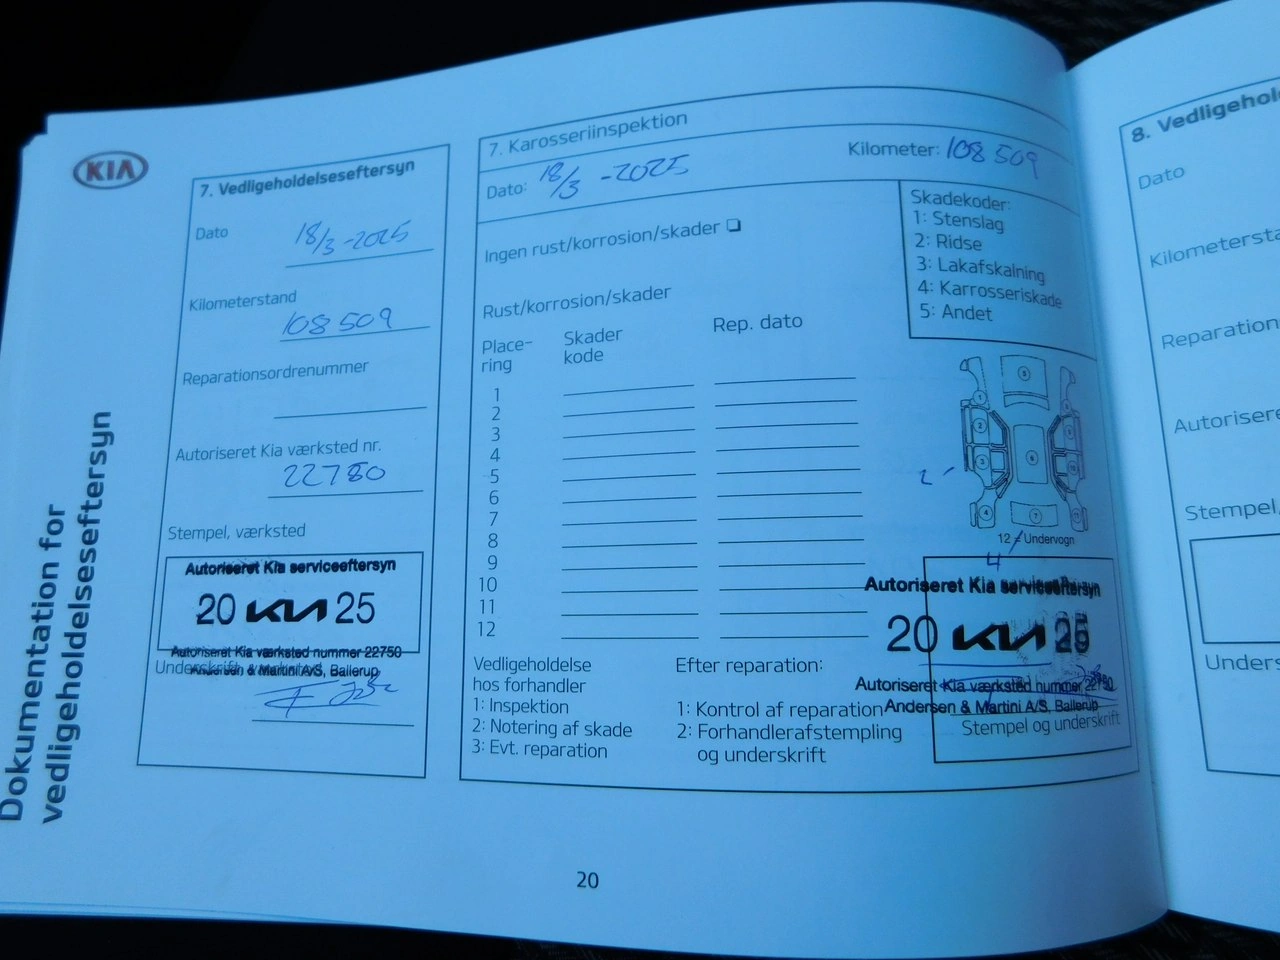 KIA
Dokumentation for
vedligeholdelseseftersyn
7. Vedligeholdelseseftersyn
Dato
18/3-2025
Kilometerstand
108 509
Reparationsordrenummer
Autoriseret Kia værksted nr.
22780
Stempel, værksted
Autoriseret Kia serviceeftersyn
20 KIA 25
Autoriseret Kia værksted nummer 22750
Andersen & Martini A/S, Ballerup
Underskrift
7. Karosseriinspektion
Dato: 18/3 -2025
Kilometer: 108 509
Ingen rust/korrosion/skader
Rust/korrosion/skader
Place-
ring
Skader
kode
Rep. dato
1
2
3
4
5
6
7
8
9
10
11
12
Skadekoder:
1: Stenslag
2: Ridse
3: Lakafskalning
4: Karrosseriskade
5: Andet
12 = Undervogn
4
Vedligeholdelse
hos forhandler
1: Inspektion
2: Notering af skade
3: Evt. reparation
Efter reparation:
1: Kontrol af reparation
2: Forhandlerafstempling
og underskrift
Autoriseret Kia serviceeftersyn
20 KIA 25
Autoriseret Kia værksted nummer 22750
Andersen & Martini A/S, Ballerup
Stempel og underskrift
20
8. Vedligehol
Dato
Kilometersta
Reparation
Autorisere
Stempel,
Unders